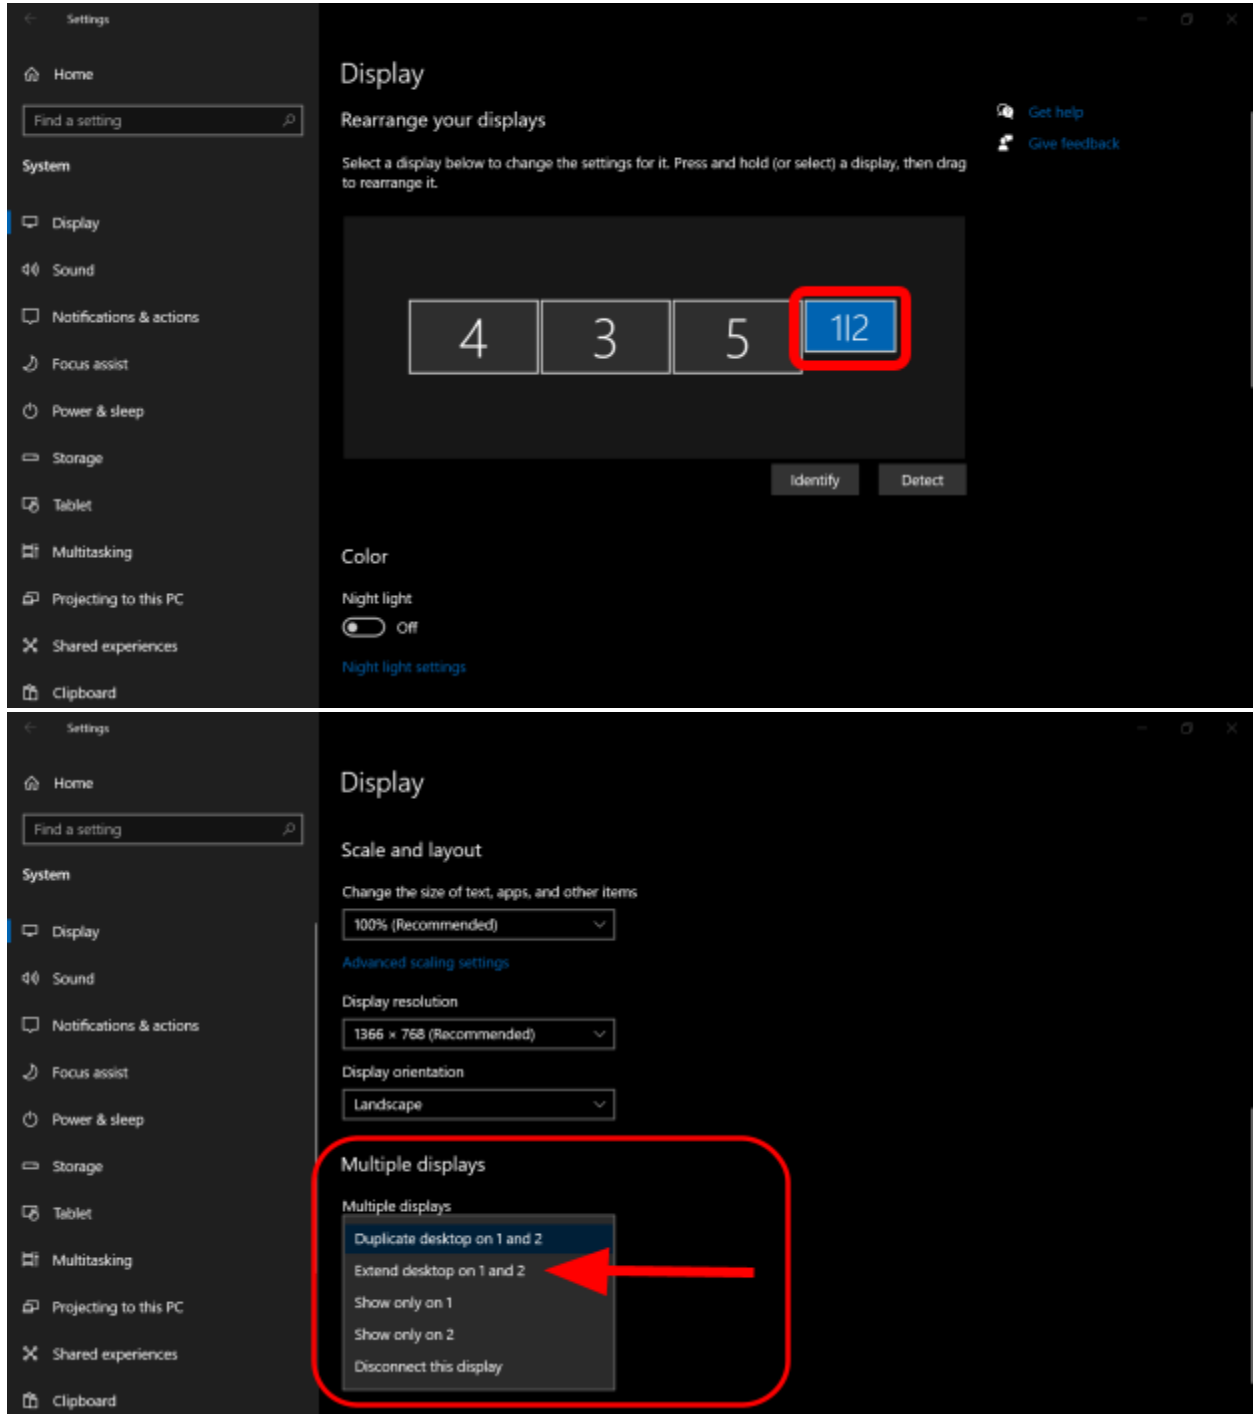 Settings
Home
Find a setting
System
Display
Sound
Notifications & actions
Focus assist
Power & sleep
Storage
Tablet
Multitasking
Projecting to this PC
Shared experiences
Clipboard
Display
Rearrange your displays
Select a display below to change the settings for it. Press and hold (or select) a display, then drag
to rearrange it.
4 3 5 1|2
Identify Detect
Color
Night light
Off
Night light settings
Get help
Give feedback
Settings
Home
Find a setting
System
Display
Sound
Notifications & actions
Focus assist
Power & sleep
Storage
Tablet
Multitasking
Projecting to this PC
Shared experiences
Clipboard
Display
Scale and layout
Change the size of text, apps, and other items
100% (Recommended)
Advanced scaling settings
Display resolution
1366 × 768 (Recommended)
Display orientation
Landscape
Multiple displays
Multiple displays
Duplicate desktop on 1 and 2
Extend desktop on 1 and 2
Show only on 1
Show only on 2
Disconnect this display